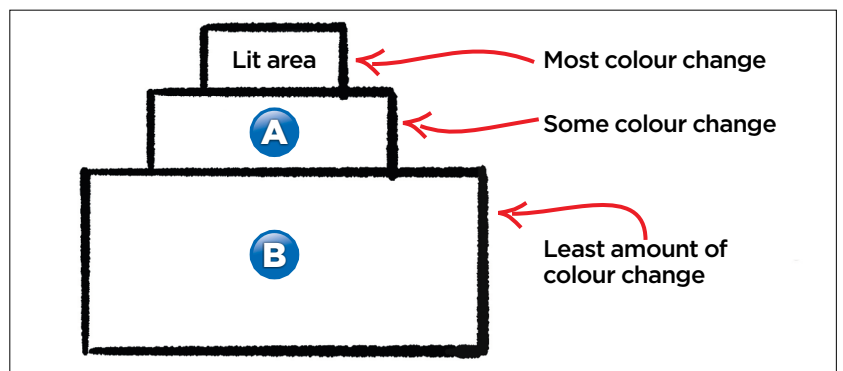 Lit area
Most colour change
A
Some colour change
B
Least amount of
colour change